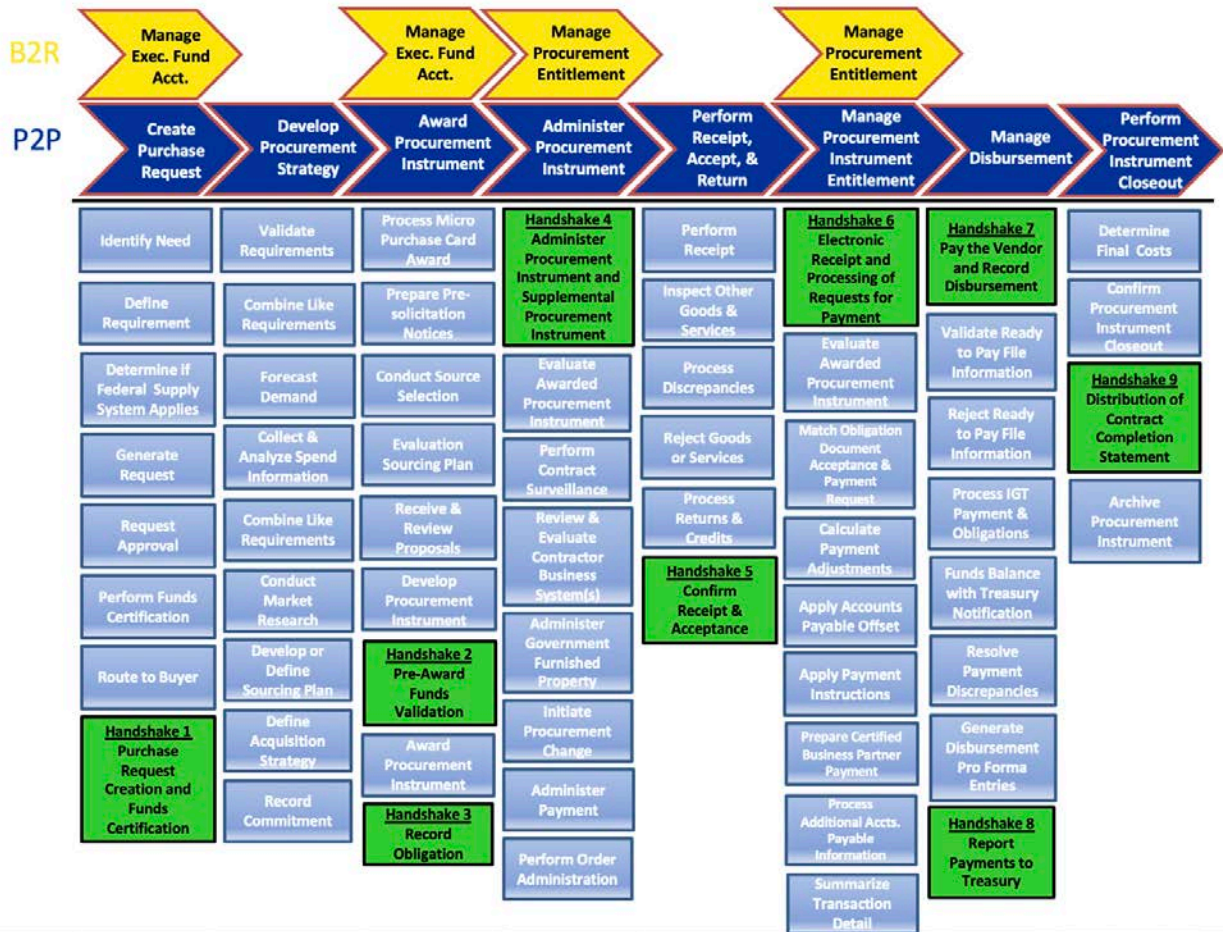 B2R
Manage
Exec. Fund
Acct.
Manage
Exec. Fund
Acct.
Manage
Procurement
Entitlement
Manage
Procurement
Entitlement
P2P
Create
Purchase
Request
Develop
Procurement
Strategy
Award
Procurement
Instrument
Administer
Procurement
Instrument
Perform
Receipt,
Accept, &
Return
Manage
Procurement
Instrument
Entitlement
Manage
Disbursement
Perform
Procurement
Instrument
Closeout
Identify Need
Define
Requirement
Determine if
Federal Supply
System Applies
Generate
Request
Request
Approval
Perform Funds
Certification
Route to Buyer
Handshake 1
Purchase
Request
Creation and
Funds
Certification
Validate
Requirements
Combine Like
Requirements
Forecast
Demand
Collect &
Analyze Spend
Information
Combine Like
Requirements
Conduct
Market
Research
Develop or
Define
Sourcing Plan
Define
Acquisition
Strategy
Record
Commitment
Process Micro
Purchase Card
Award
Prepare Pre-
solicitation
Notices
Conduct Source
Selection
Evaluation
Sourcing Plan
Receive &
Review
Proposals
Develop
Procurement
Instrument
Handshake 2
Pre-Award
Funds
Validation
Award
Procurement
Instrument
Handshake 3
Record
Obligation
Handshake 4
Administer
Procurement
Instrument and
Supplemental
Procurement
Instrument
Evaluate
Awarded
Procurement
Instrument
Perform
Contract
Surveillance
Review &
Evaluate
Contractor
Business
System(s)
Administer
Government
Furnished
Property
Initiate
Procurement
Change
Administer
Payment
Perform Order
Administration
Perform
Receipt
Inspect Other
Goods &
Services
Process
Discrepancies
Reject Goods
or Services
Process
Returns &
Credits
Handshake 5
Confirm
Receipt &
Acceptance
Handshake 6
Electronic
Receipt and
Processing of
Requests for
Payment
Evaluate
Awarded
Procurement
Instrument
Match Obligation
Document
Acceptance &
Payment
Request
Calculate
Payment
Adjustments
Apply Accounts
Payable Offset
Apply Payment
Instructions
Prepare Certified
Business Partner
Payment
Process
Additional Accts.
Payable
Information
Summarize
Transaction
Detail
Handshake 7
Pay the Vendor
and Record
Disbursement
Validate Ready
to Pay File
Information
Reject Ready
to Pay File
Information
Process IGT
Payment &
Obligations
Funds Balance
with Treasury
Notification
Resolve
Payment
Discrepancies
Generate
Disbursement
Pro Forma
Entries
Handshake 8
Report
Payments to
Treasury
Determine
Final Costs
Confirm
Procurement
Instrument
Closeout
Handshake 9
Distribution of
Contract
Completion
Statement
Archive
Procurement
Instrument